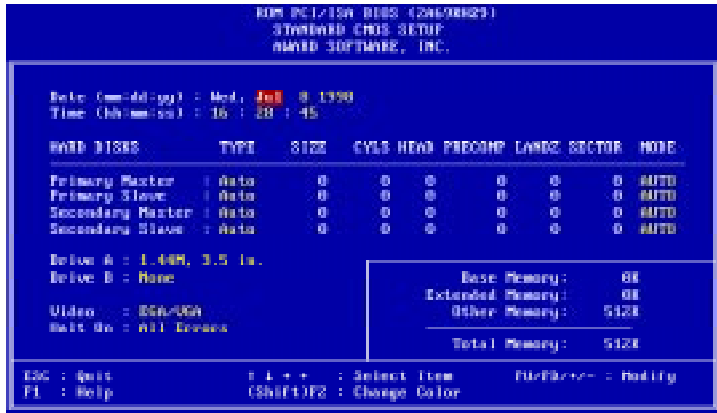 ROM PCI/ISA BIOS (2A69BH29)
STANDARD CMOS SETUP
AWARD SOFTWARE, INC.
Date (mm:dd:yy) : Wed, Jul 8 1998
Time (hh:mm:ss) : 16 : 28 : 45
HARD DISKS TYPE SIZE CYLS HEAD PRECOMP LANDZ SECTOR MODE
Primary Master : Auto 0 0 0 0 0 0 AUTO
Primary Slave : Auto 0 0 0 0 0 0 AUTO
Secondary Master : Auto 0 0 0 0 0 0 AUTO
Secondary Slave : Auto 0 0 0 0 0 0 AUTO
Drive A : 1.44M, 3.5 in.
Drive B : None
Video : EGA/VGA
Halt On : All Errors
Base Memory: 0K
Extended Memory: 0K
Other Memory: 512K
Total Memory: 512K
ESC : Quit ↑ ↓ → ← : Select Item PU/PD/+/- : Modify
F1 : Help (Shift)F2 : Change Color